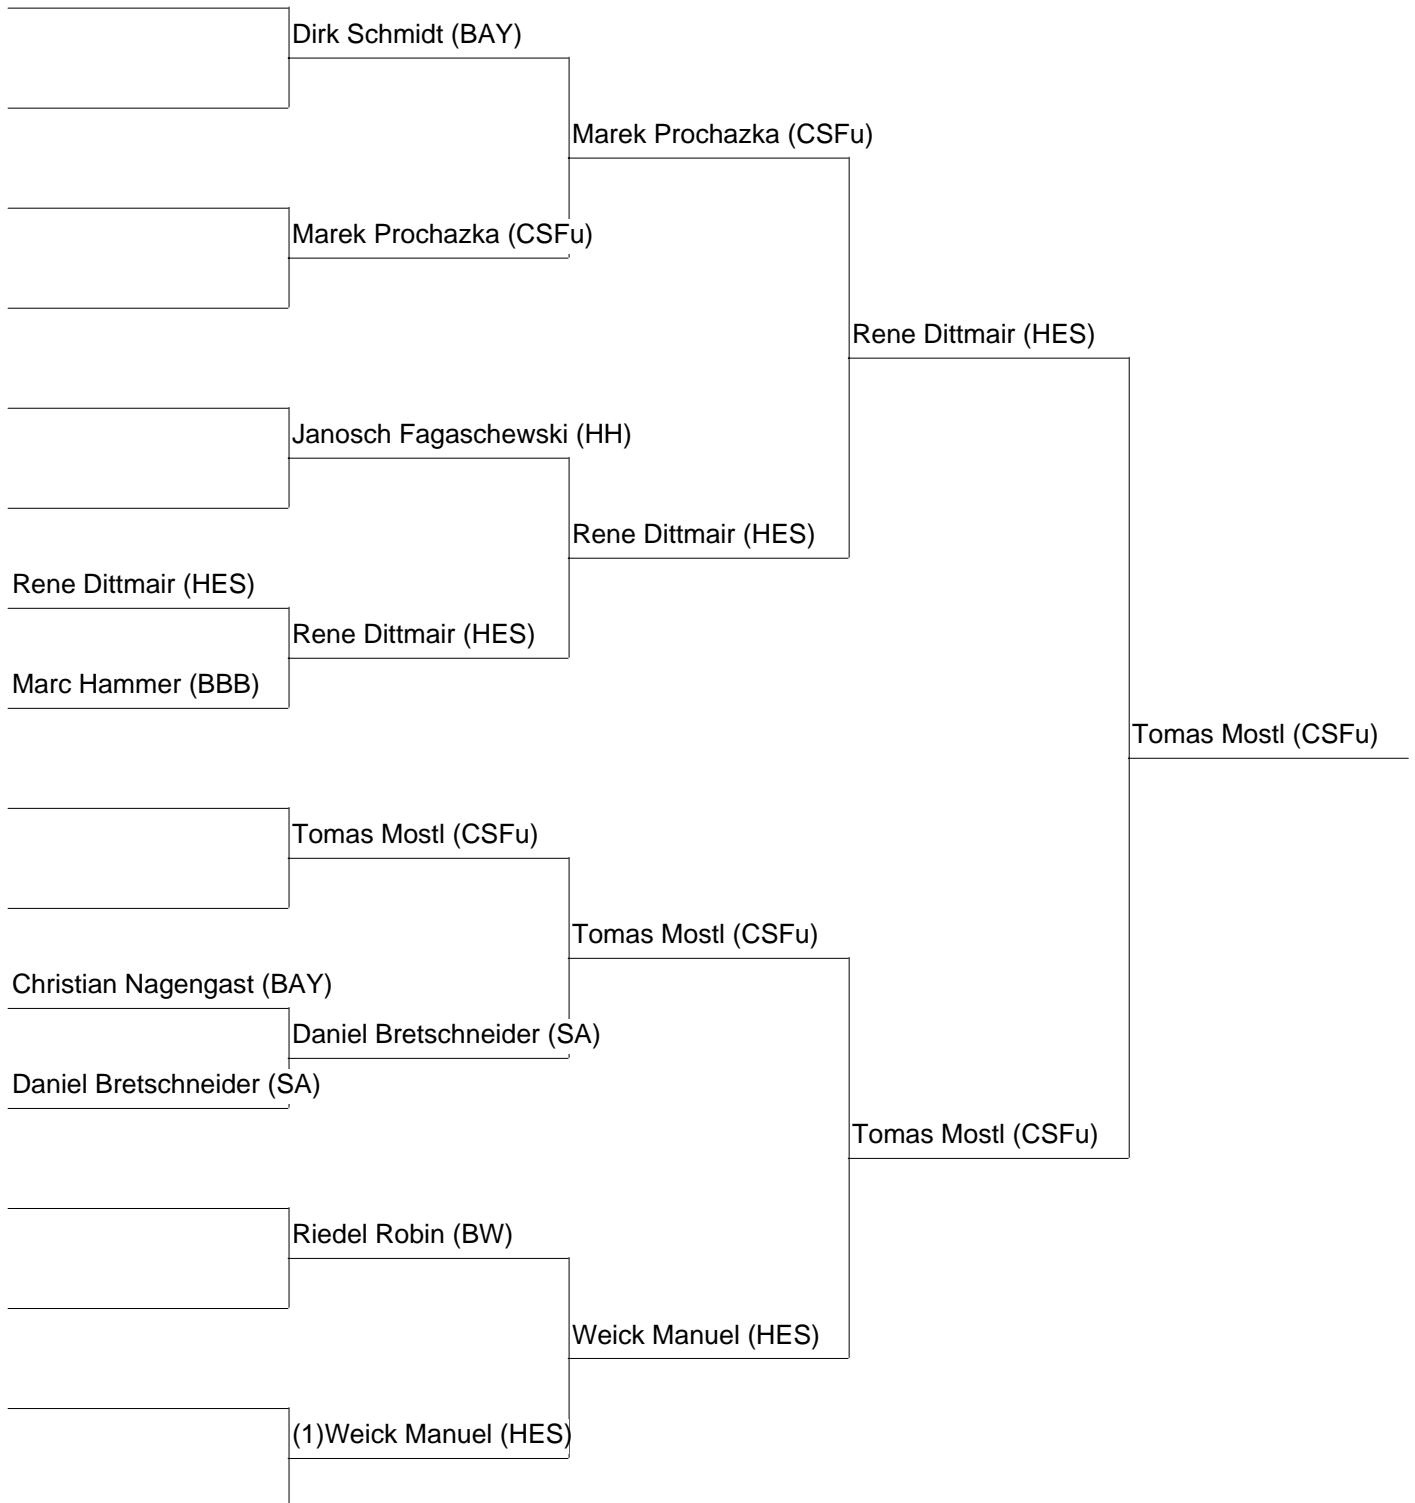 Dirk Schmidt (BAY)
Marek Prochazka (CSFu)
Marek Prochazka (CSFu)
Rene Dittmair (HES)
Janosch Fagaschewski (HH)
Rene Dittmair (HES)
Rene Dittmair (HES)
Rene Dittmair (HES)
Marc Hammer (BBB)
Tomas Mostl (CSFu)
Tomas Mostl (CSFu)
Tomas Mostl (CSFu)
Christian Nagengast (BAY)
Daniel Bretschneider (SA)
Daniel Bretschneider (SA)
Tomas Mostl (CSFu)
Riedel Robin (BW)
Weick Manuel (HES)
(1)Weick Manuel (HES)